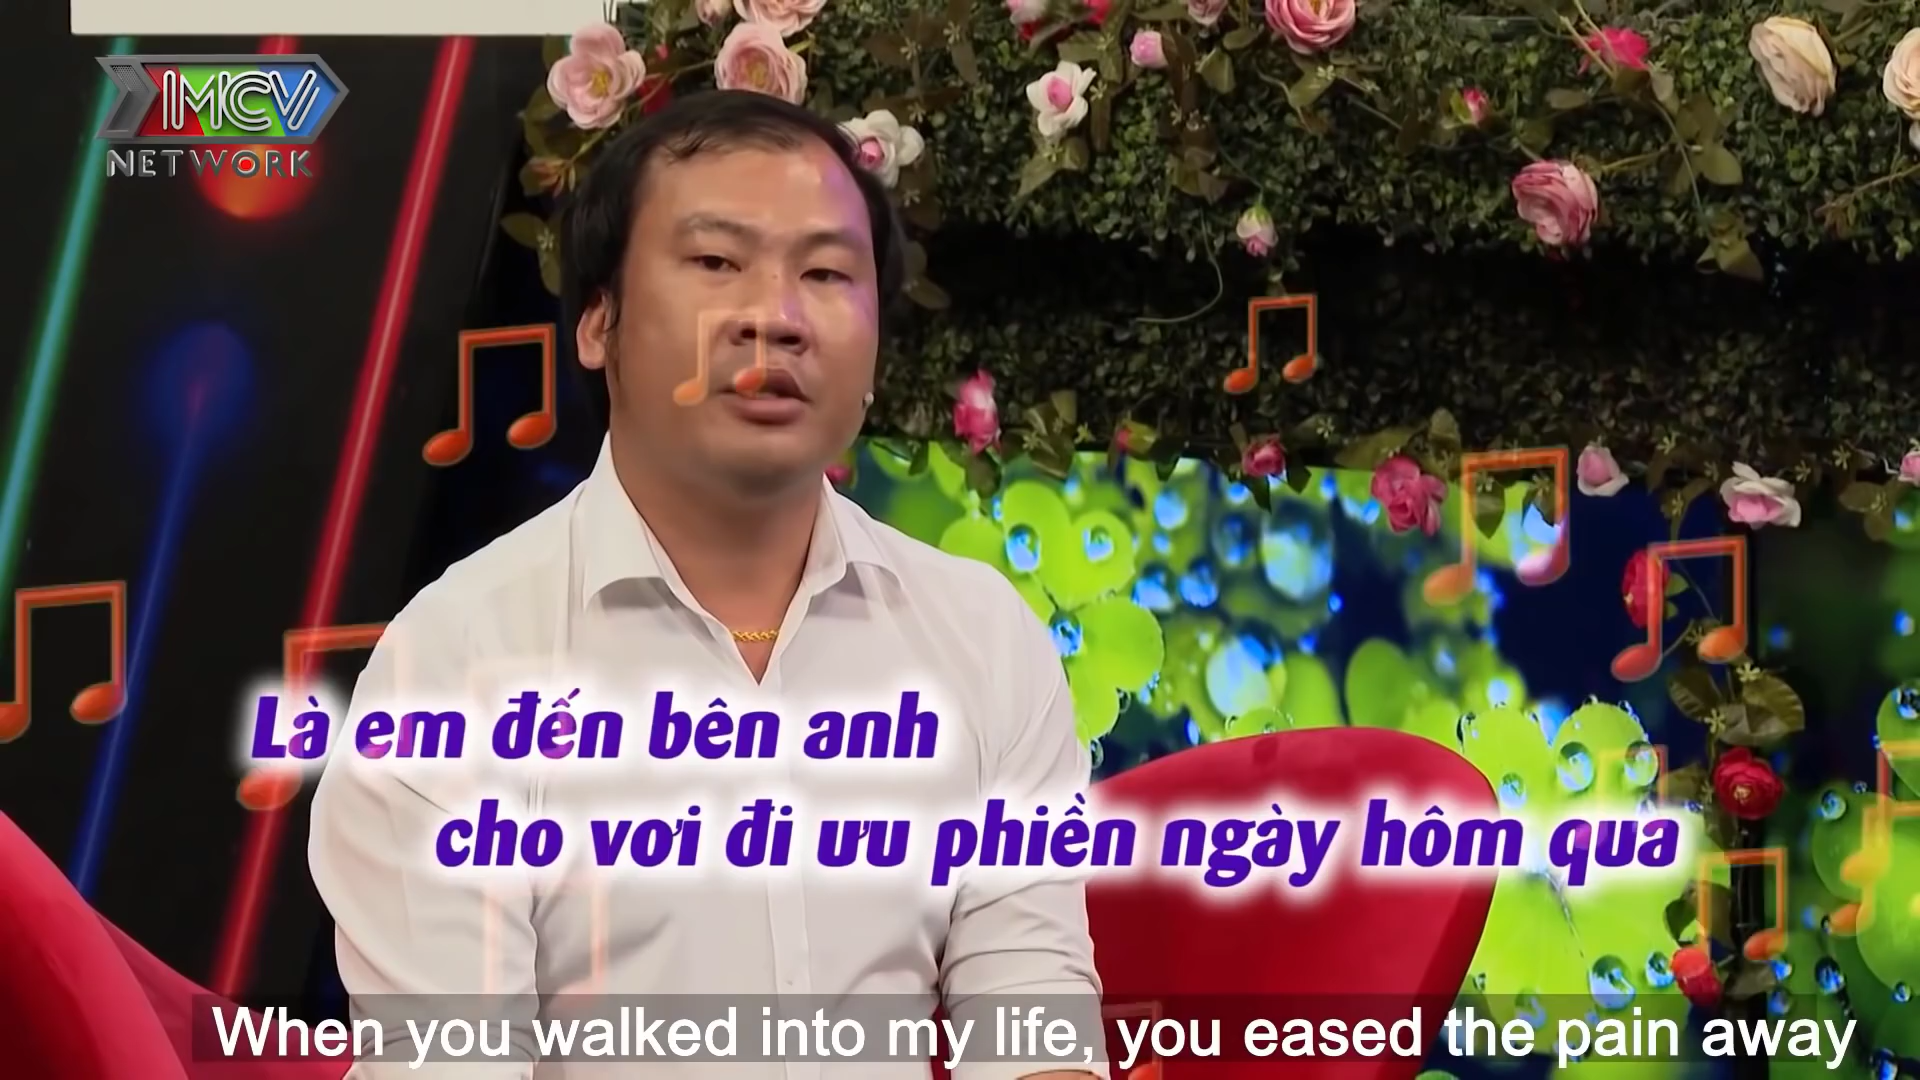 MCV
NETWORK
Là em đến bên anh
cho vơi đi ưu phiền ngày hôm qua
When you walked into my life, you eased the pain away